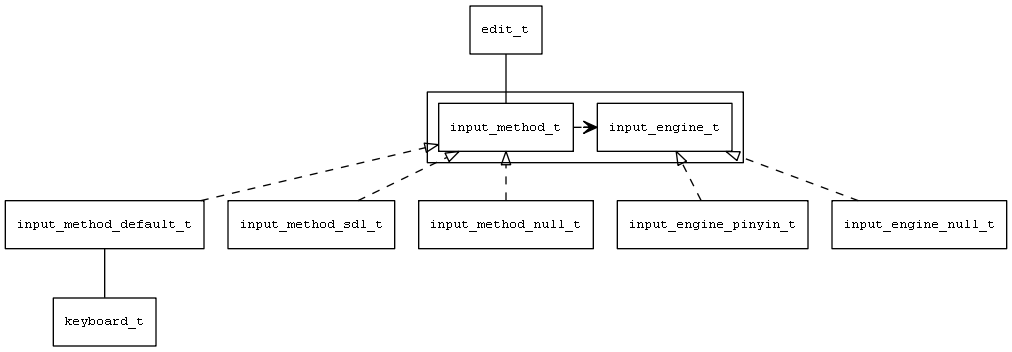 edit_t
input_method_t
input_engine_t
input_method_default_t
input_method_sdl_t
input_method_null_t
input_engine_pinyin_t
input_engine_null_t
keyboard_t